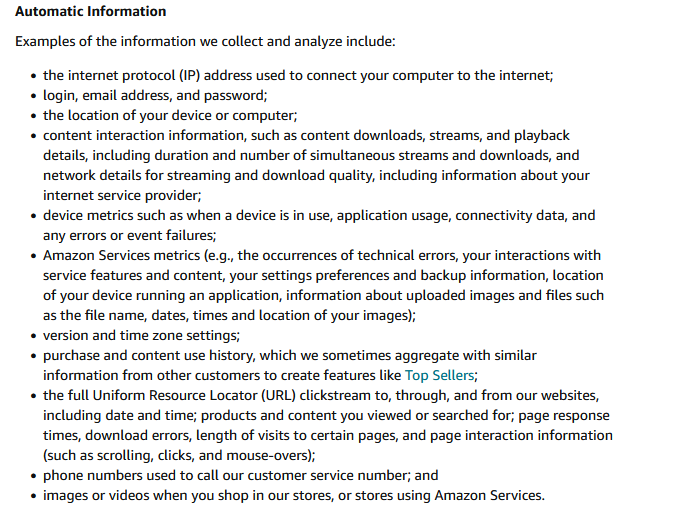 Automatic Information
Examples of the information we collect and analyze include:
• the internet protocol (IP) address used to connect your computer to the internet;
• login, email address, and password;
• the location of your device or computer;
• content interaction information, such as content downloads, streams, and playback
details, including duration and number of simultaneous streams and downloads, and
network details for streaming and download quality, including information about your
internet service provider;
• device metrics such as when a device is in use, application usage, connectivity data, and
any errors or event failures;
• Amazon Services metrics (e.g., the occurrences of technical errors, your interactions with
service features and content, your settings preferences and backup information, location
of your device running an application, information about uploaded images and files such
as the file name, dates, times and location of your images);
• version and time zone settings;
• purchase and content use history, which we sometimes aggregate with similar
information from other customers to create features like Top Sellers;
• the full Uniform Resource Locator (URL) clickstream to, through, and from our websites,
including date and time; products and content you viewed or searched for; page response
times, download errors, length of visits to certain pages, and page interaction information
(such as scrolling, clicks, and mouse-overs);
• phone numbers used to call our customer service number; and
• images or videos when you shop in our stores, or stores using Amazon Services.